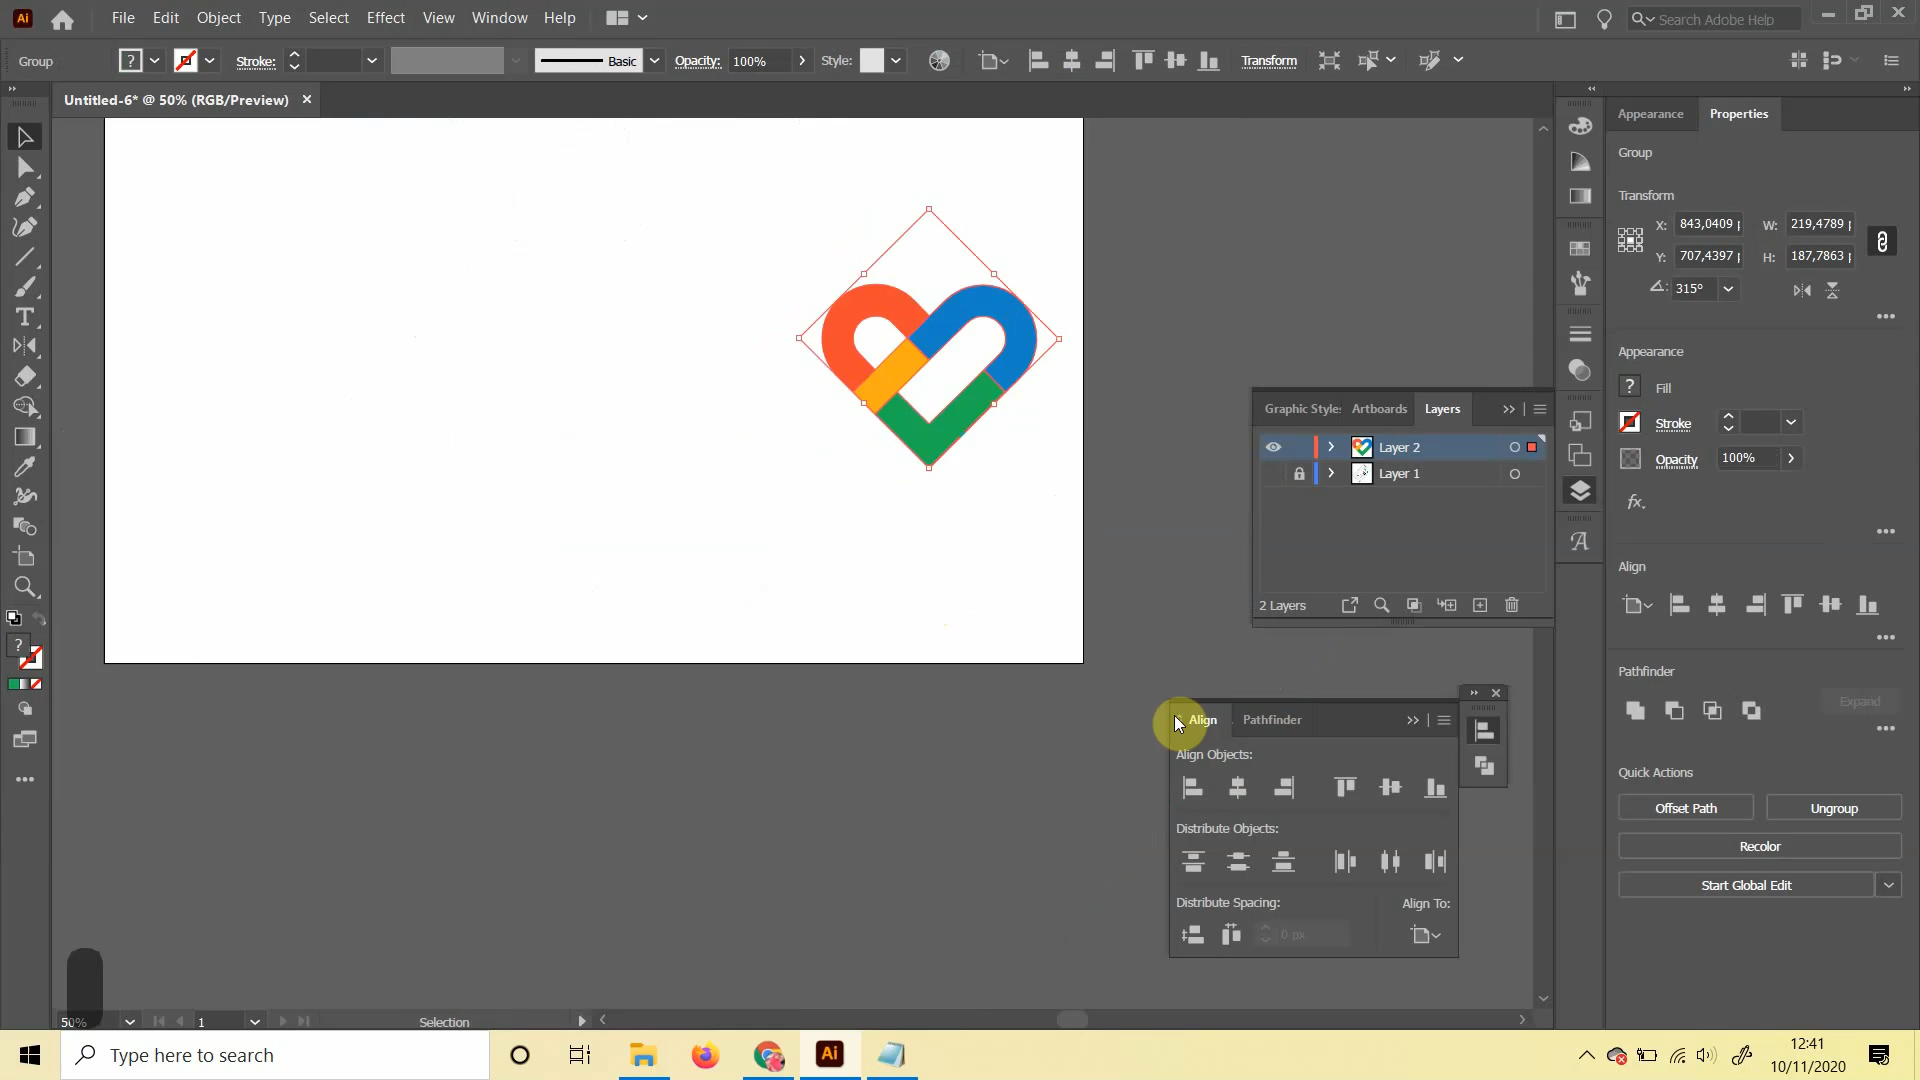 Ai File Edit Object Type Select Effect View Window Help Search Adobe Help
Group Stroke: Basic Opacity: 100% Style: Transform
Untitled-6* @ 50% (RGB/Preview)
Appearance Properties
Group
Transform
X: 843,0409 W: 219,4789
Y: 707,4397 H: 187,7863
315°
Appearance
? Fill
Stroke
Opacity 100%
fx
Align
Pathfinder
Expand
Quick Actions
Offset Path Ungroup
Recolor
Start Global Edit
Graphic Style: Artboards Layers
Layer 2
Layer 1
2 Layers
Align Pathfinder
Align Objects:
Distribute Objects:
Distribute Spacing: Align To:
0 px
50% 1 Selection
Type here to search
Ai
12:41
10/11/2020